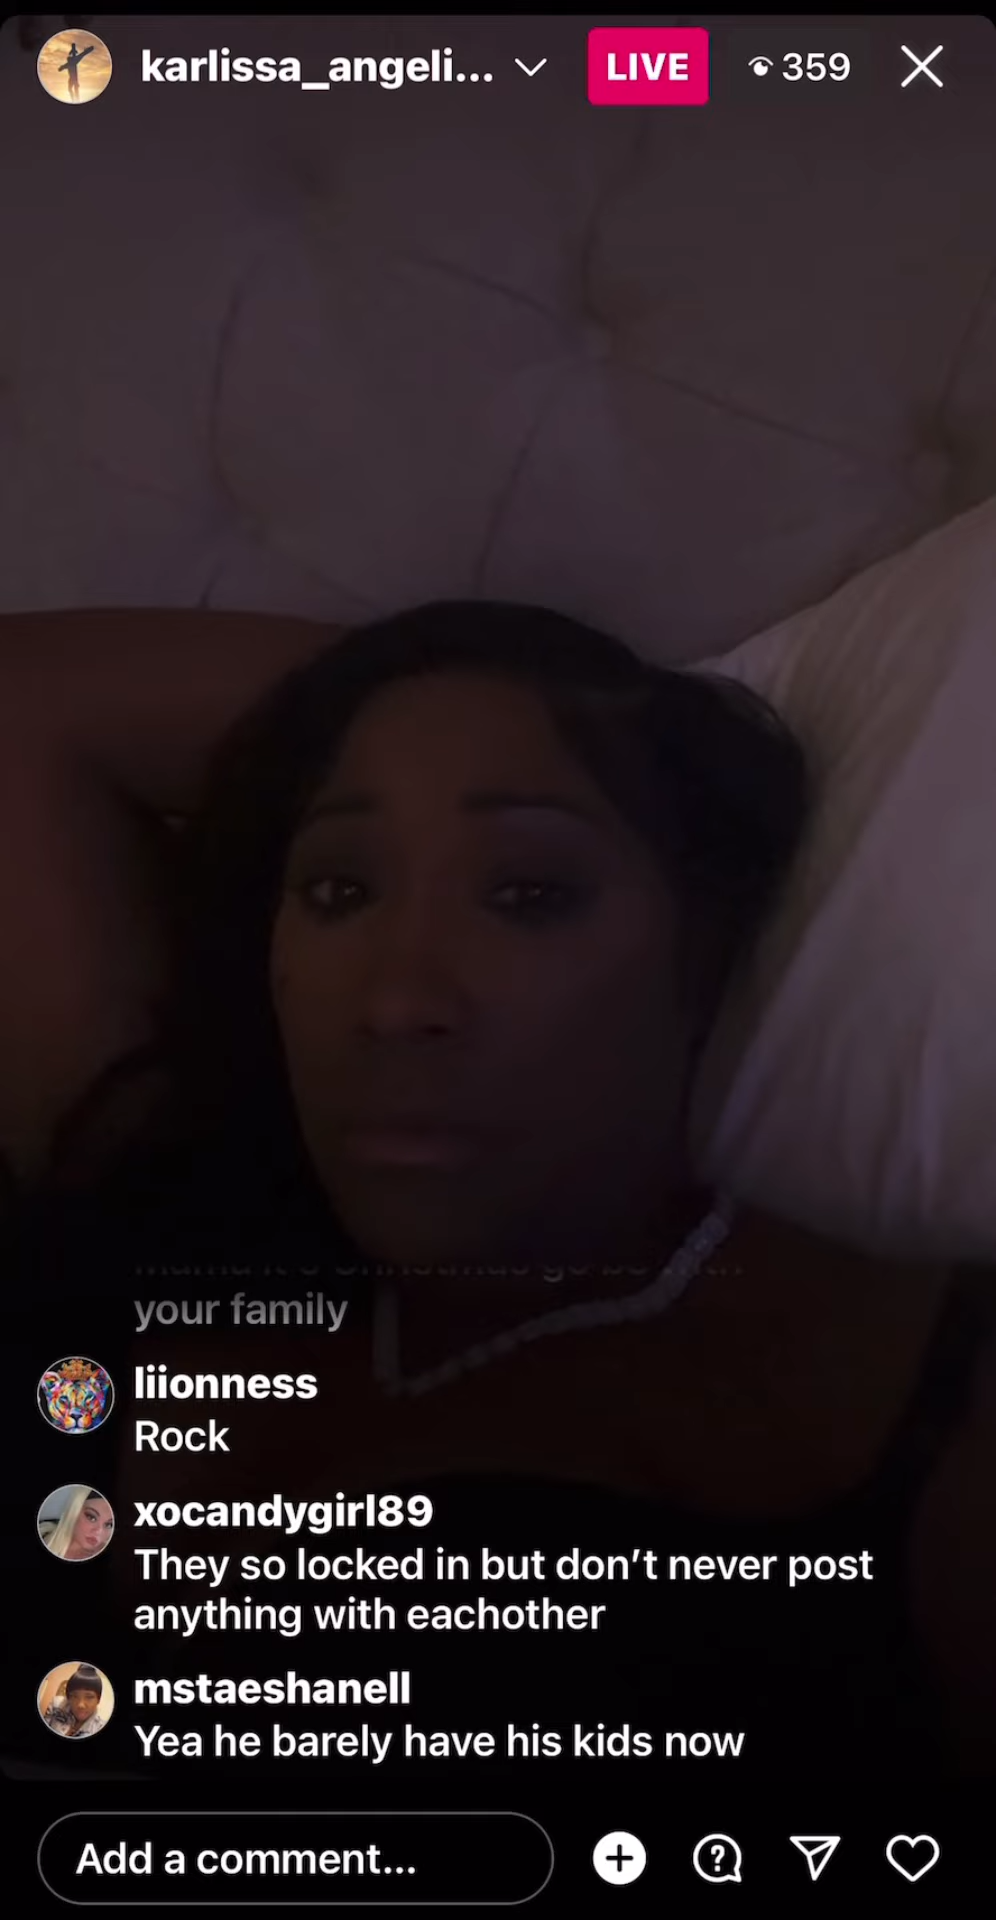 karlissa_angeli...
LIVE
359
your family
liionness
Rock
xocandygirl89
They so locked in but don't never post
anything with eachother
mstaeshanell
Yea he barely have his kids now
Add a comment...